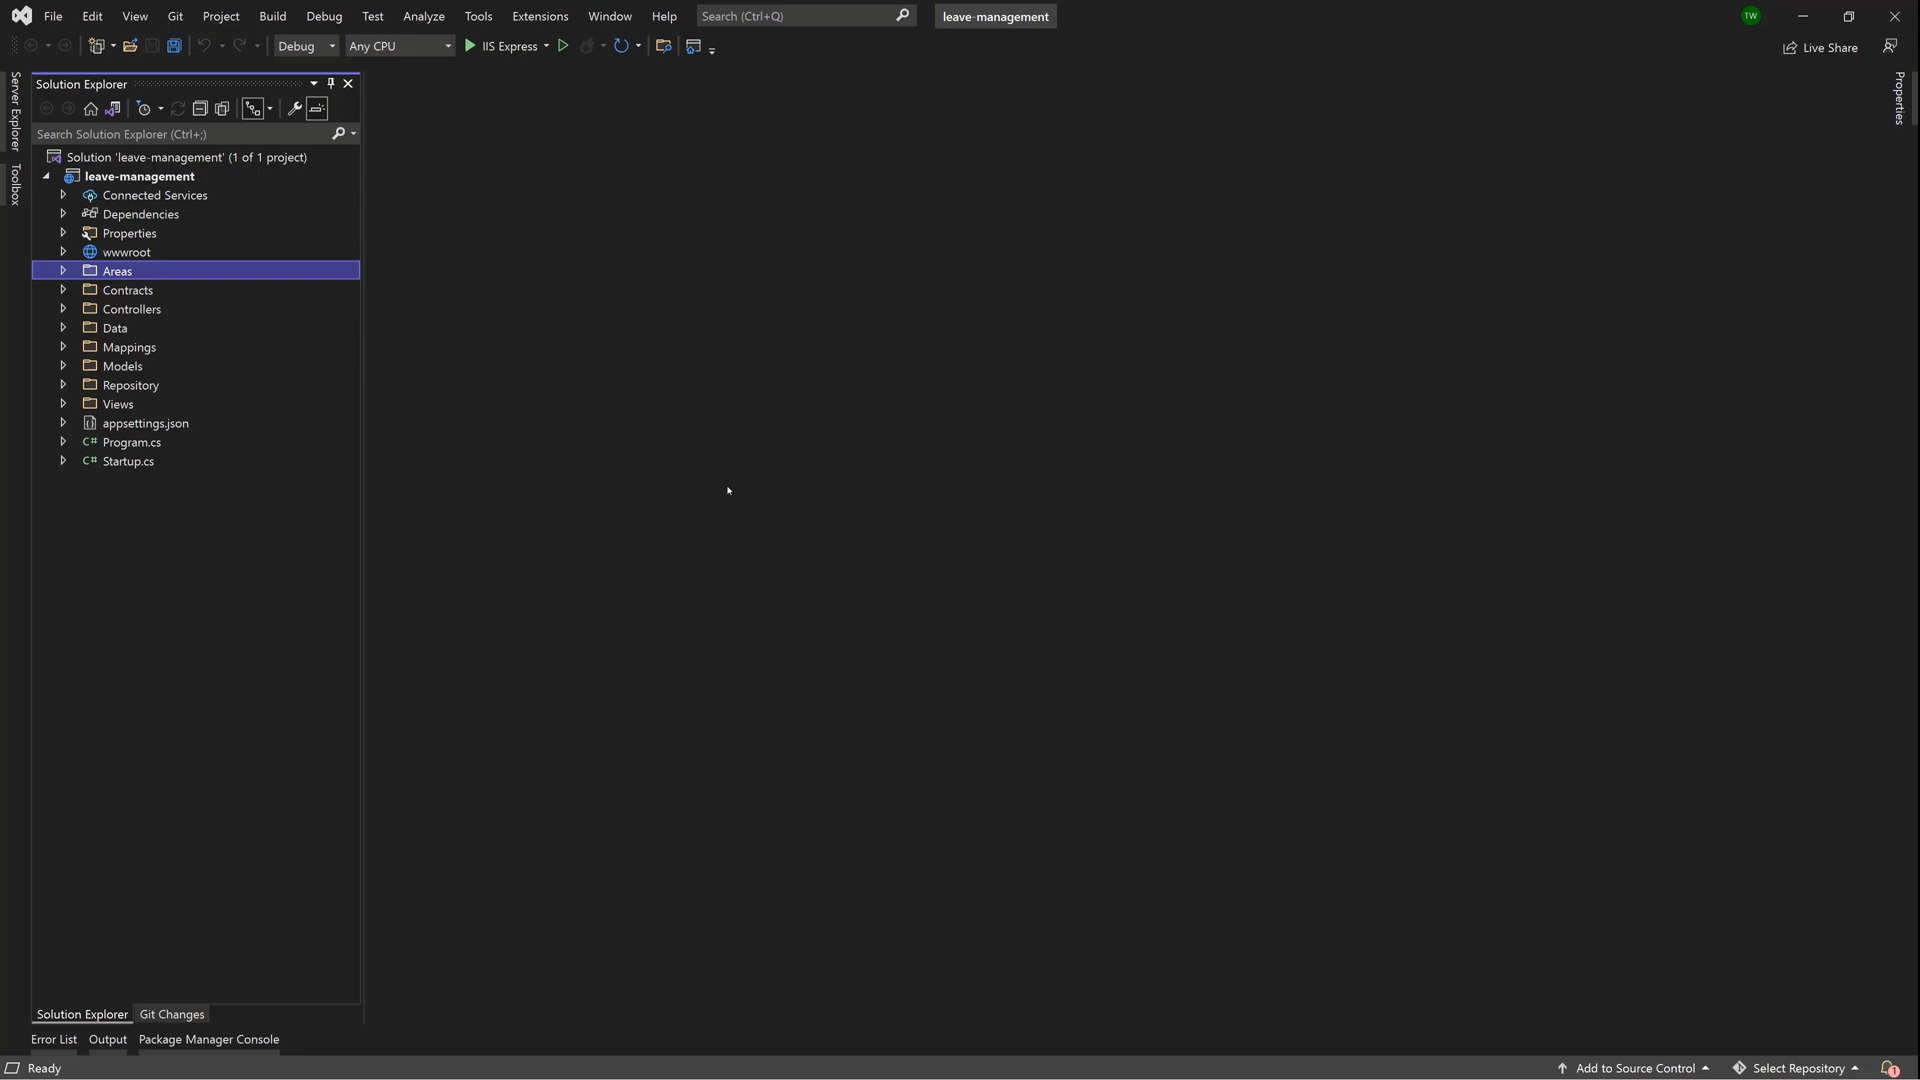 File Edit View Git Project Build Debug Test Analyze Tools Extensions Window Help Search (Ctrl+Q) leave-management TW
Debug Any CPU IIS Express Live Share
Server Explorer
Toolbox
Solution Explorer
Search Solution Explorer (Ctrl+;)
Solution 'leave-management' (1 of 1 project)
leave-management
Connected Services
Dependencies
Properties
wwwroot
Areas
Contracts
Controllers
Data
Mappings
Models
Repository
Views
appsettings.json
C# Program.cs
C# Startup.cs
Properties
Solution Explorer Git Changes
Error List Output Package Manager Console
Ready Add to Source Control Select Repository 1